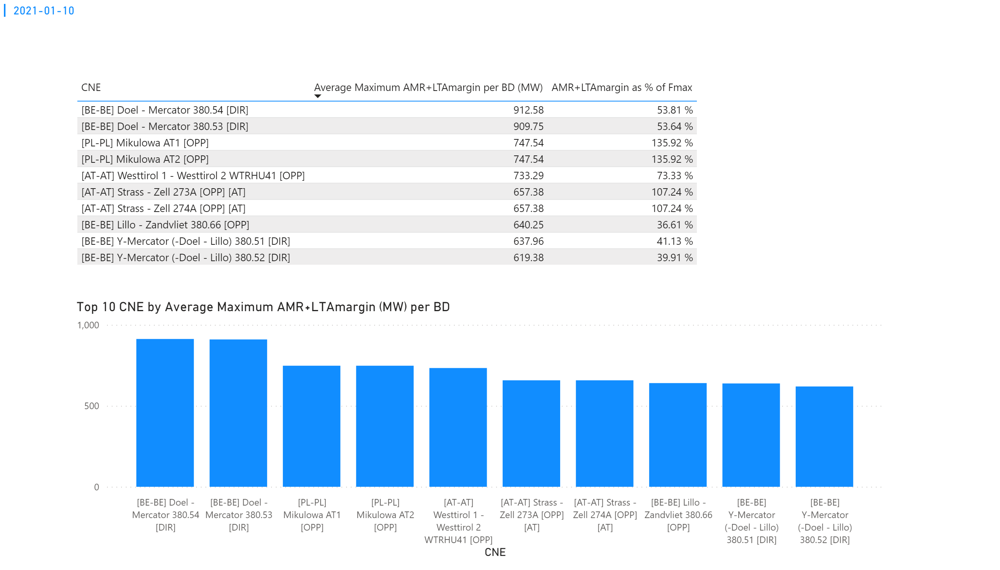 2021-01-10
CNE Average Maximum AMR+LTAmargin per BD (MW) AMR+LTAmargin as % of Fmax
[BE-BE] Doel - Mercator 380.54 [DIR] 912.58 53.81 %
[BE-BE] Doel - Mercator 380.53 [DIR] 909.75 53.64 %
[PL-PL] Mikulowa AT1 [OPP] 747.54 135.92 %
[PL-PL] Mikulowa AT2 [OPP] 747.54 135.92 %
[AT-AT] Westtirol 1 - Westtirol 2 WTRHU41 [OPP] 733.29 73.33 %
[AT-AT] Strass - Zell 273A [OPP] [AT] 657.38 107.24 %
[AT-AT] Strass - Zell 274A [OPP] [AT] 657.38 107.24 %
[BE-BE] Lillo - Zandvliet 380.66 [OPP] 640.25 36.61 %
[BE-BE] Y-Mercator (-Doel - Lillo) 380.51 [DIR] 637.96 41.13 %
[BE-BE] Y-Mercator (-Doel - Lillo) 380.52 [DIR] 619.38 39.91 %
Top 10 CNE by Average Maximum AMR+LTAmargin (MW) per BD
1,000
500
0
[BE-BE] Doel -
Mercator 380.54
[DIR]
[BE-BE] Doel -
Mercator 380.53
[DIR]
[PL-PL]
Mikulowa AT1
[OPP]
[PL-PL]
Mikulowa AT2
[OPP]
[AT-AT]
Westtirol 1 -
Westtirol 2
WTRHU41 [OPP]
[AT-AT] Strass -
Zell 273A [OPP]
[AT]
[AT-AT] Strass -
Zell 274A [OPP]
[AT]
[BE-BE] Lillo -
Zandvliet 380.66
[OPP]
[BE-BE]
Y-Mercator
(-Doel - Lillo)
380.51 [DIR]
[BE-BE]
Y-Mercator
(-Doel - Lillo)
380.52 [DIR]
CNE